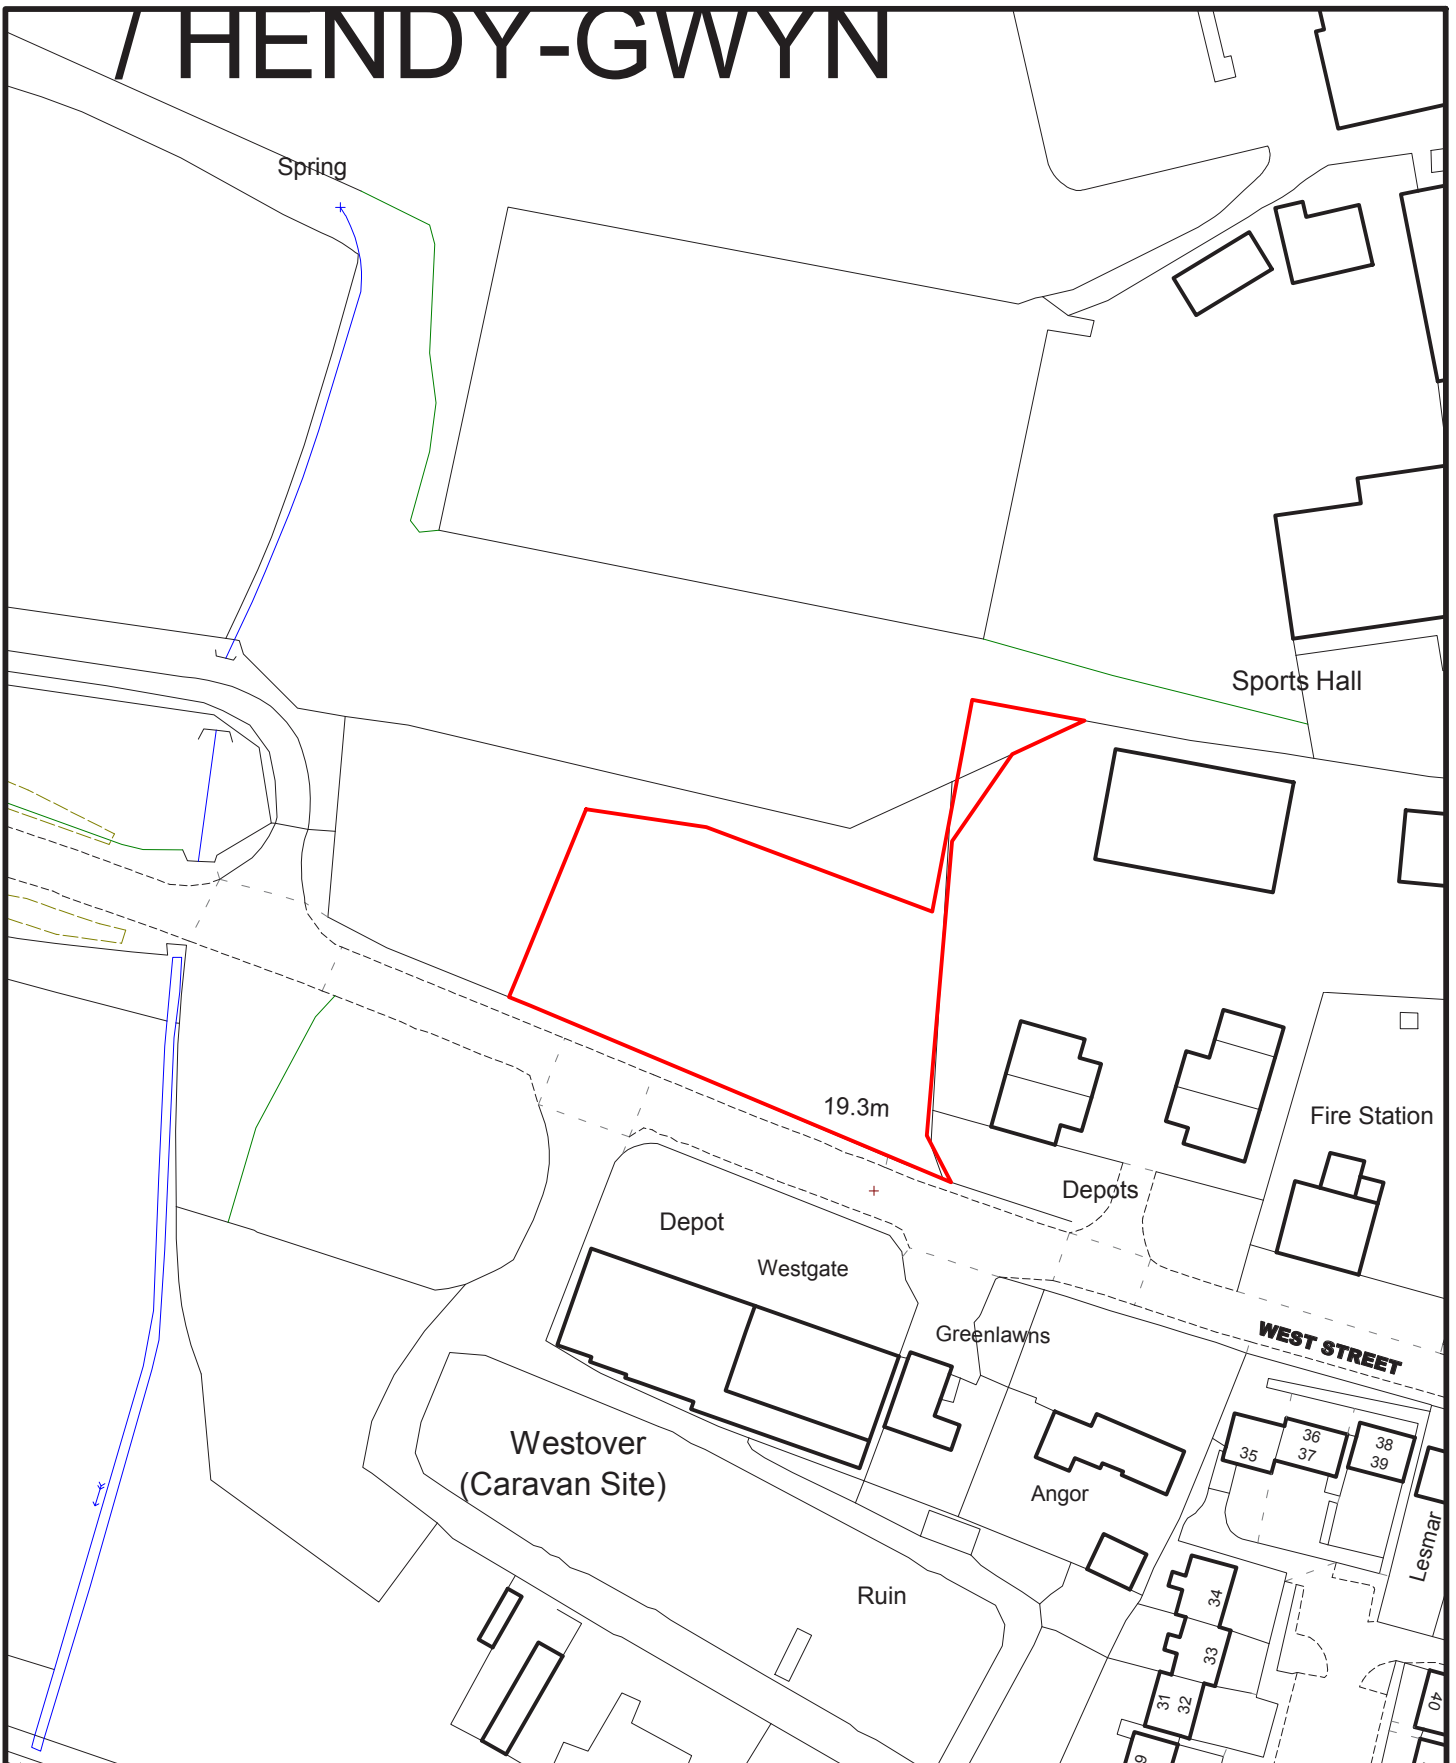 / HENDY-GWYN
Spring
Sports Hall
19.3m
Fire Station
Depots
Depot
Westgate
Greenlawns
WEST STREET
Westover
(Caravan Site)
Angor
35
36
37
38
39
Lesmar
Ruin
34
33
31
32
40